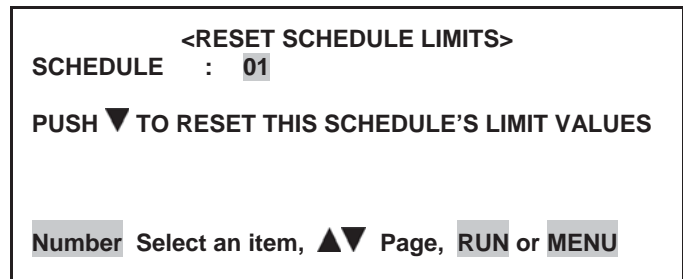 <RESET SCHEDULE LIMITS>
SCHEDULE : 01
PUSH ▼ TO RESET THIS SCHEDULE'S LIMIT VALUES
Number Select an item, ▲▼ Page, RUN or MENU